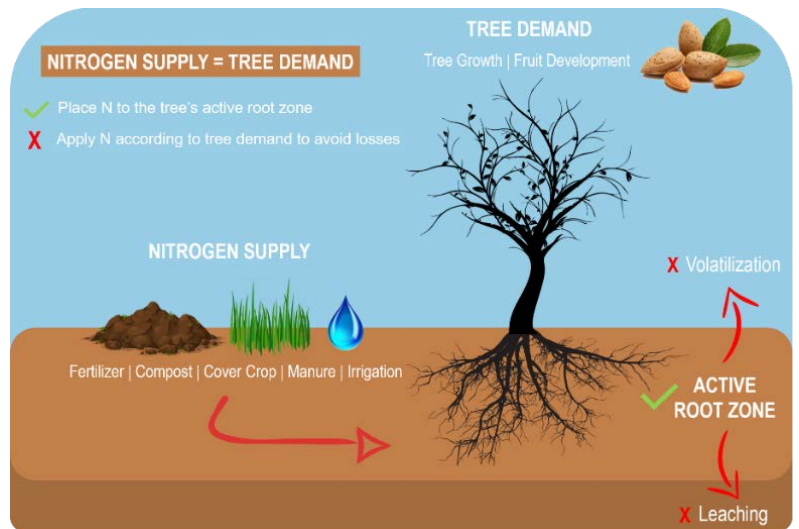 TREE DEMAND
Tree Growth | Fruit Development
NITROGEN SUPPLY = TREE DEMAND
Place N to the tree's active root zone
X Apply N according to tree demand to avoid losses
NITROGEN SUPPLY
Fertilizer | Compost | Cover Crop | Manure | Irrigation
X Volatilization
ACTIVE
ROOT ZONE
X Leaching